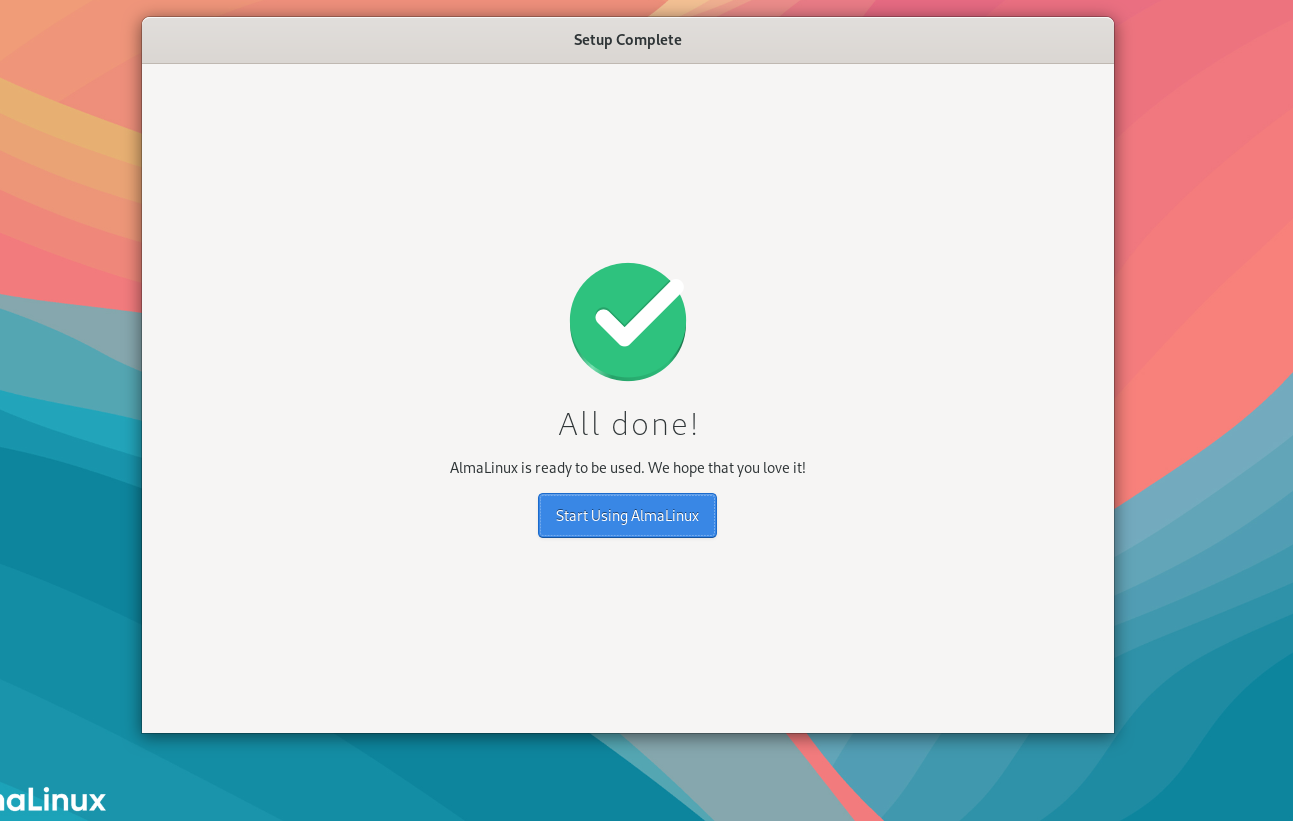 Setup Complete
All done!
AlmaLinux is ready to be used. We hope that you love it!
Start Using AlmaLinux
maLinux